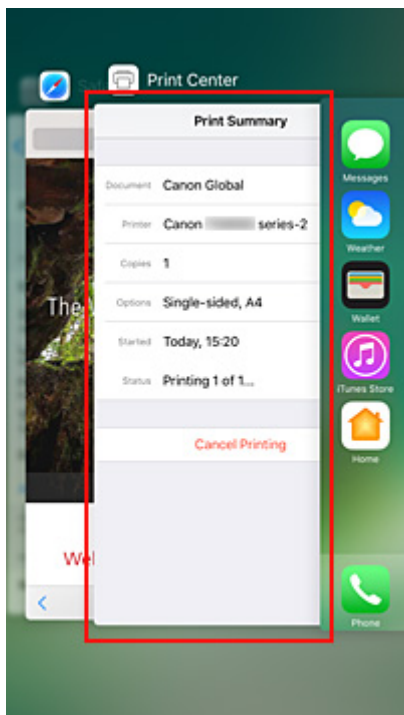 Print Center
Print Summary
Document Canon Global
Printer Canon series-2
Copies 1
Options Single-sided, A4
Started Today, 15:20
Status Printing 1 of 1...
Cancel Printing
The
Wel
Messages
Weather
Wallet
iTunes Store
Home
Phone